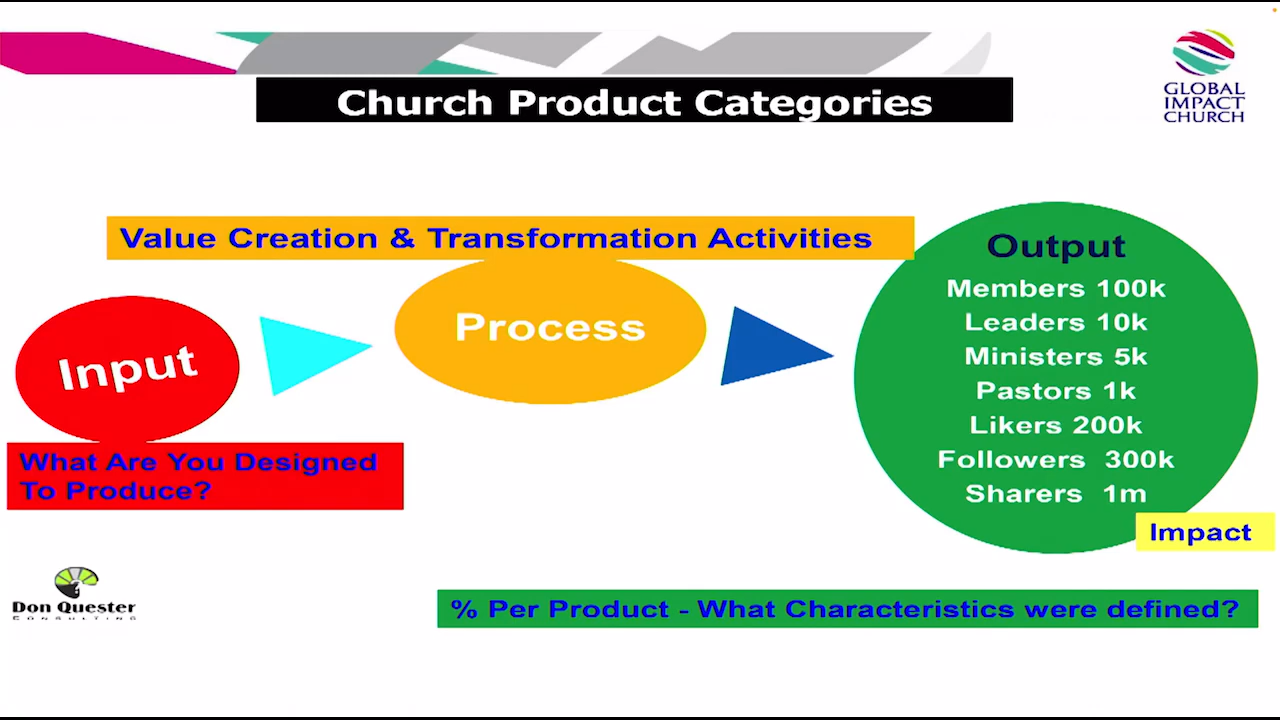 Church Product Categories
GLOBAL
IMPACT
CHURCH
Value Creation & Transformation Activities
Input
Process
Output
Members 100k
Leaders 10k
Ministers 5k
Pastors 1k
Likers 200k
Followers 300k
Sharers 1m
What Are You Designed
To Produce?
Impact
Don Quester
CONSULTING
% Per Product - What Characteristics were defined?